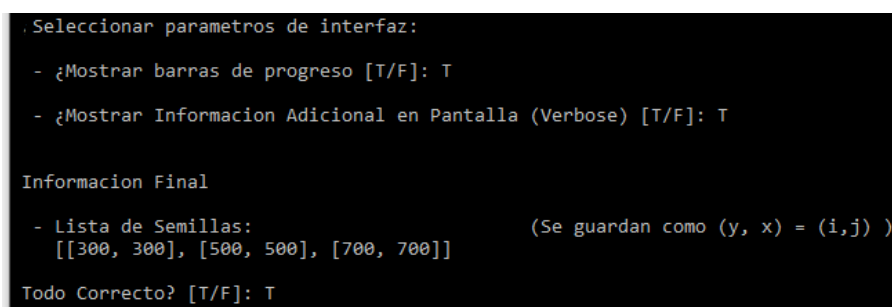 Seleccionar parametros de interfaz:
- ¿Mostrar barras de progreso [T/F]: T
- ¿Mostrar Informacion Adicional en Pantalla (Verbose) [T/F]: T
Informacion Final
- Lista de Semillas: (Se guardan como (y, x) = (i,j) )
[[300, 300], [500, 500], [700, 700]]
Todo Correcto? [T/F]: T